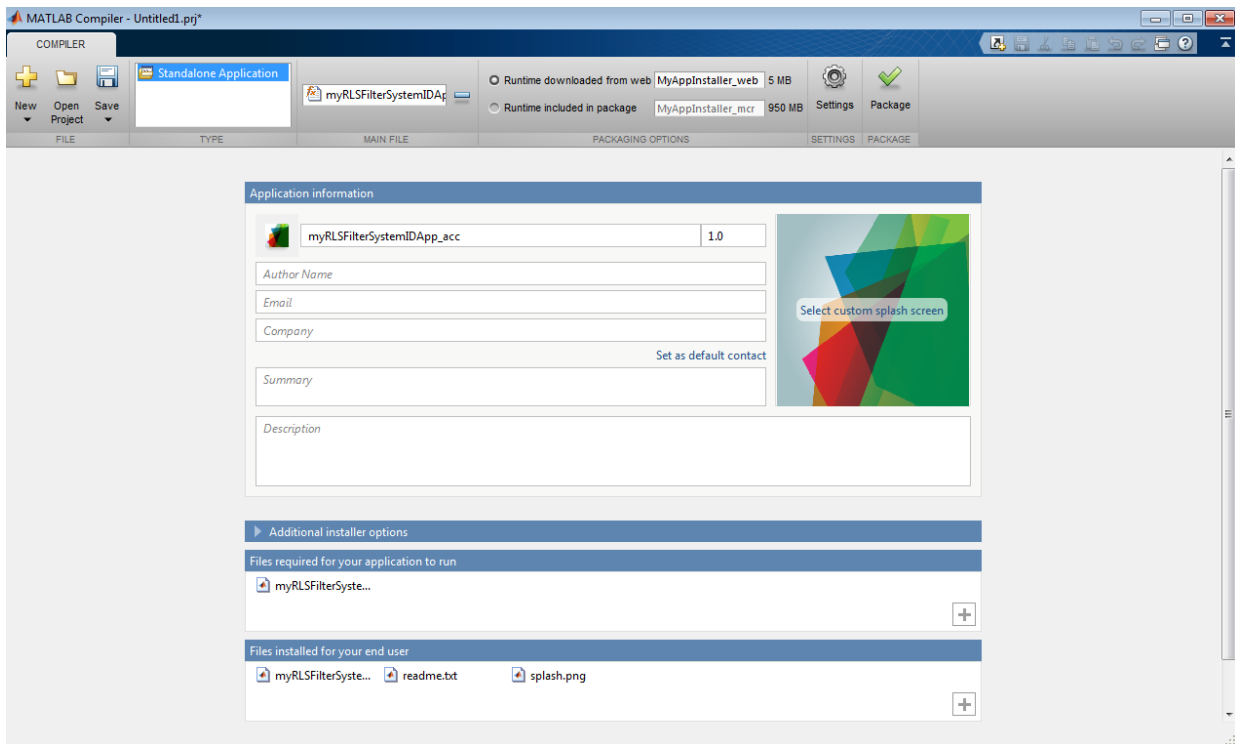 MATLAB Compiler - Untitled1.prj*
COMPILER
New
Open Project
Save
FILE
Standalone Application
TYPE
myRLSFilterSystemIDAp
MAIN FILE
Runtime downloaded from web MyAppInstaller_web 5 MB
Runtime included in package MyAppInstaller_mcr 950 MB
PACKAGING OPTIONS
Settings
SETTINGS
Package
PACKAGE
Application information
myRLSFilterSystemIDApp_acc 1.0
Author Name
Email
Company
Set as default contact
Select custom splash screen
Summary
Description
Additional installer options
Files required for your application to run
myRLSFilterSyste...
Files installed for your end user
myRLSFilterSyste... readme.txt splash.png